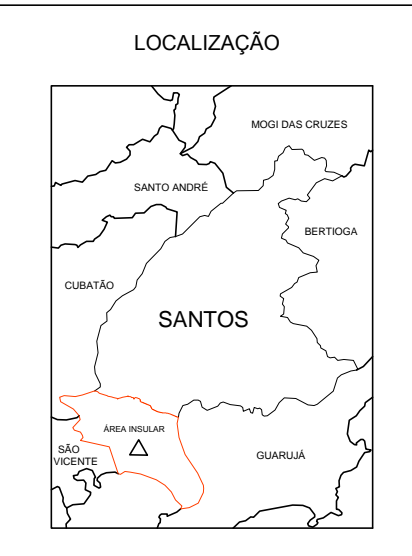 LOCALIZAÇÃO
MOGI DAS CRUZES
SANTO ANDRÉ
BERTIOGA
CUBATÃO
SANTOS
ÁREA INSULAR
SÃO
VICENTE
GUARUJÁ